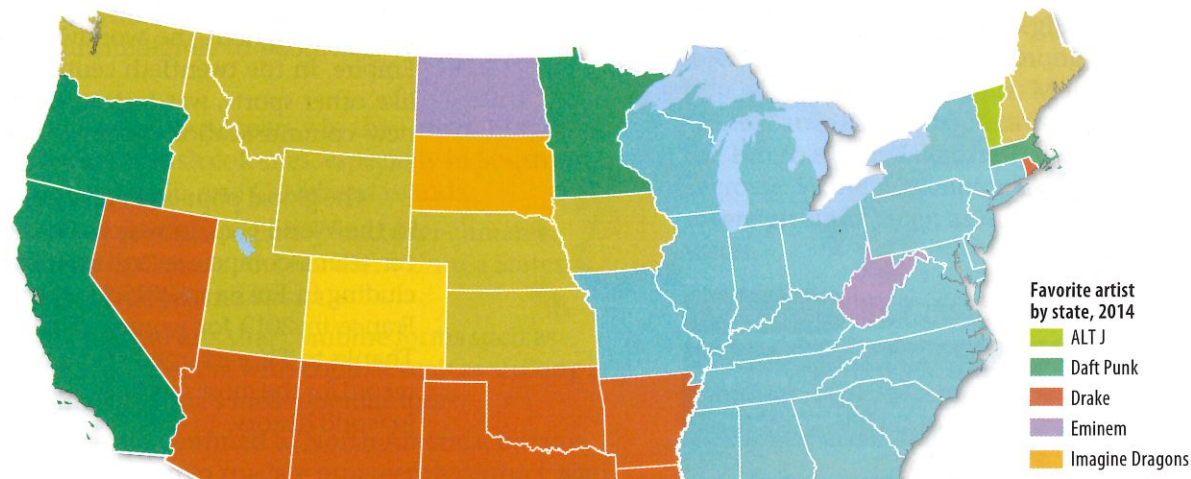 Favorite artist
by state, 2014
ALT J
Daft Punk
Drake
Eminem
Imagine Dragons